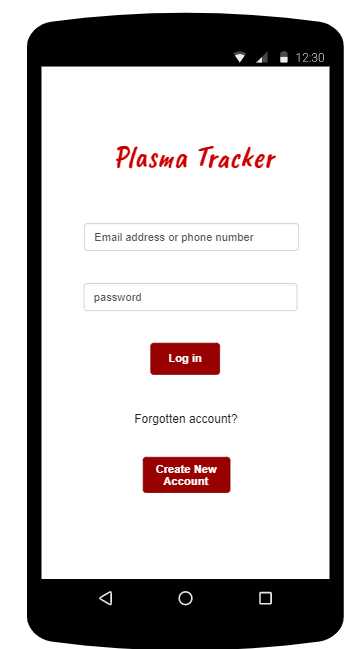 12:30
Plasma Tracker
Email address or phone number
password
Log in
Forgotten account?
Create New
Account